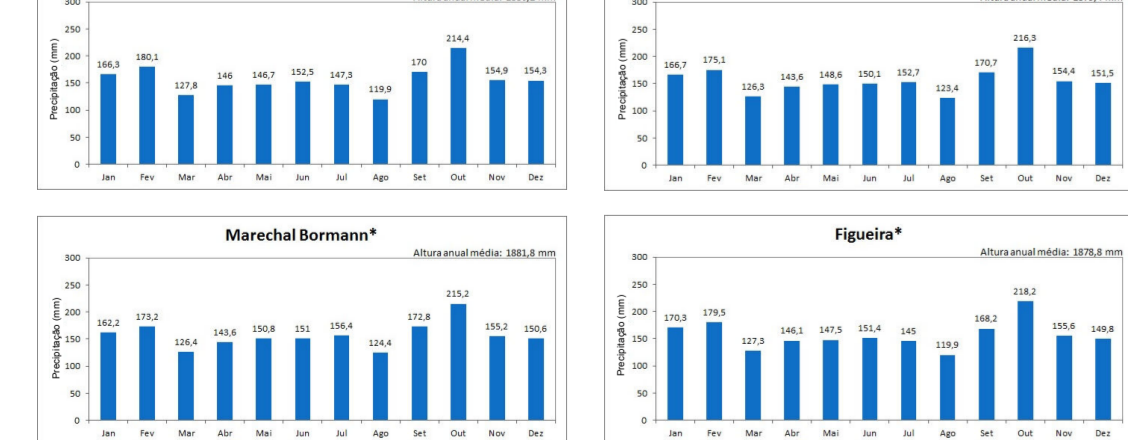 300
250
200
150
100
50
0
Precipitação (mm)
166,3 180,1 127,8 146 146,7 152,5 147,3 119,9 170 214,4 154,9 154,3
Jan Fev Mar Abr Mai Jun Jul Ago Set Out Nov Dez
300
250
200
150
100
50
0
Precipitação (mm)
166,7 175,1 126,3 143,6 148,6 150,1 152,7 123,4 170,7 216,3 154,4 151,5
Jan Fev Mar Abr Mai Jun Jul Ago Set Out Nov Dez
Marechal Bormann*
Altura anual média: 1881,8 mm
300
250
200
150
100
50
0
Precipitação (mm)
162,2 173,2 126,4 143,6 150,8 151 156,4 124,4 172,8 215,2 155,2 150,6
Jan Fev Mar Abr Mai Jun Jul Ago Set Out Nov Dez
Figueira*
Altura anual média: 1878,8 mm
300
250
200
150
100
50
0
Precipitação (mm)
170,3 179,5 127,3 146,1 147,5 151,4 145 119,9 168,2 218,2 155,6 149,8
Jan Fev Mar Abr Mai Jun Jul Ago Set Out Nov Dez